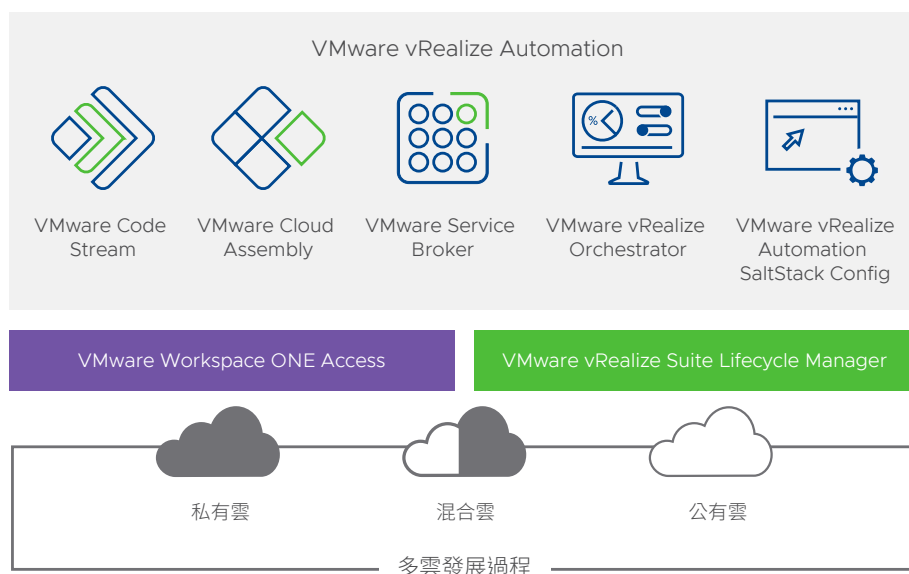 VMware vRealize Automation
%
VMware Code
Stream
VMware Cloud
Assembly
VMware Service
Broker
VMware vRealize
Orchestrator
VMware vRealize
Automation
SaltStack Config
VMware Workspace ONE Access
VMware vRealize Suite Lifecycle Manager
私有雲
混合雲
公有雲
多雲發展過程